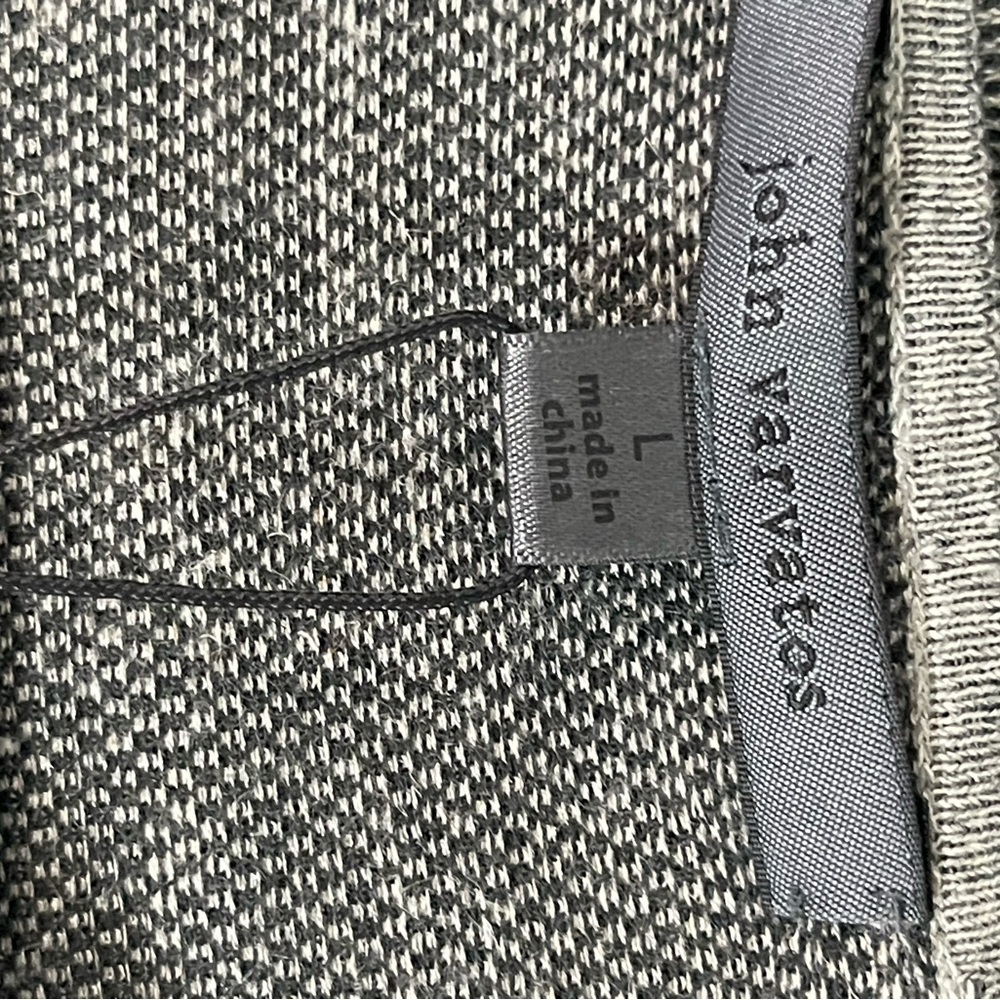 john varvatos
L
made in
china